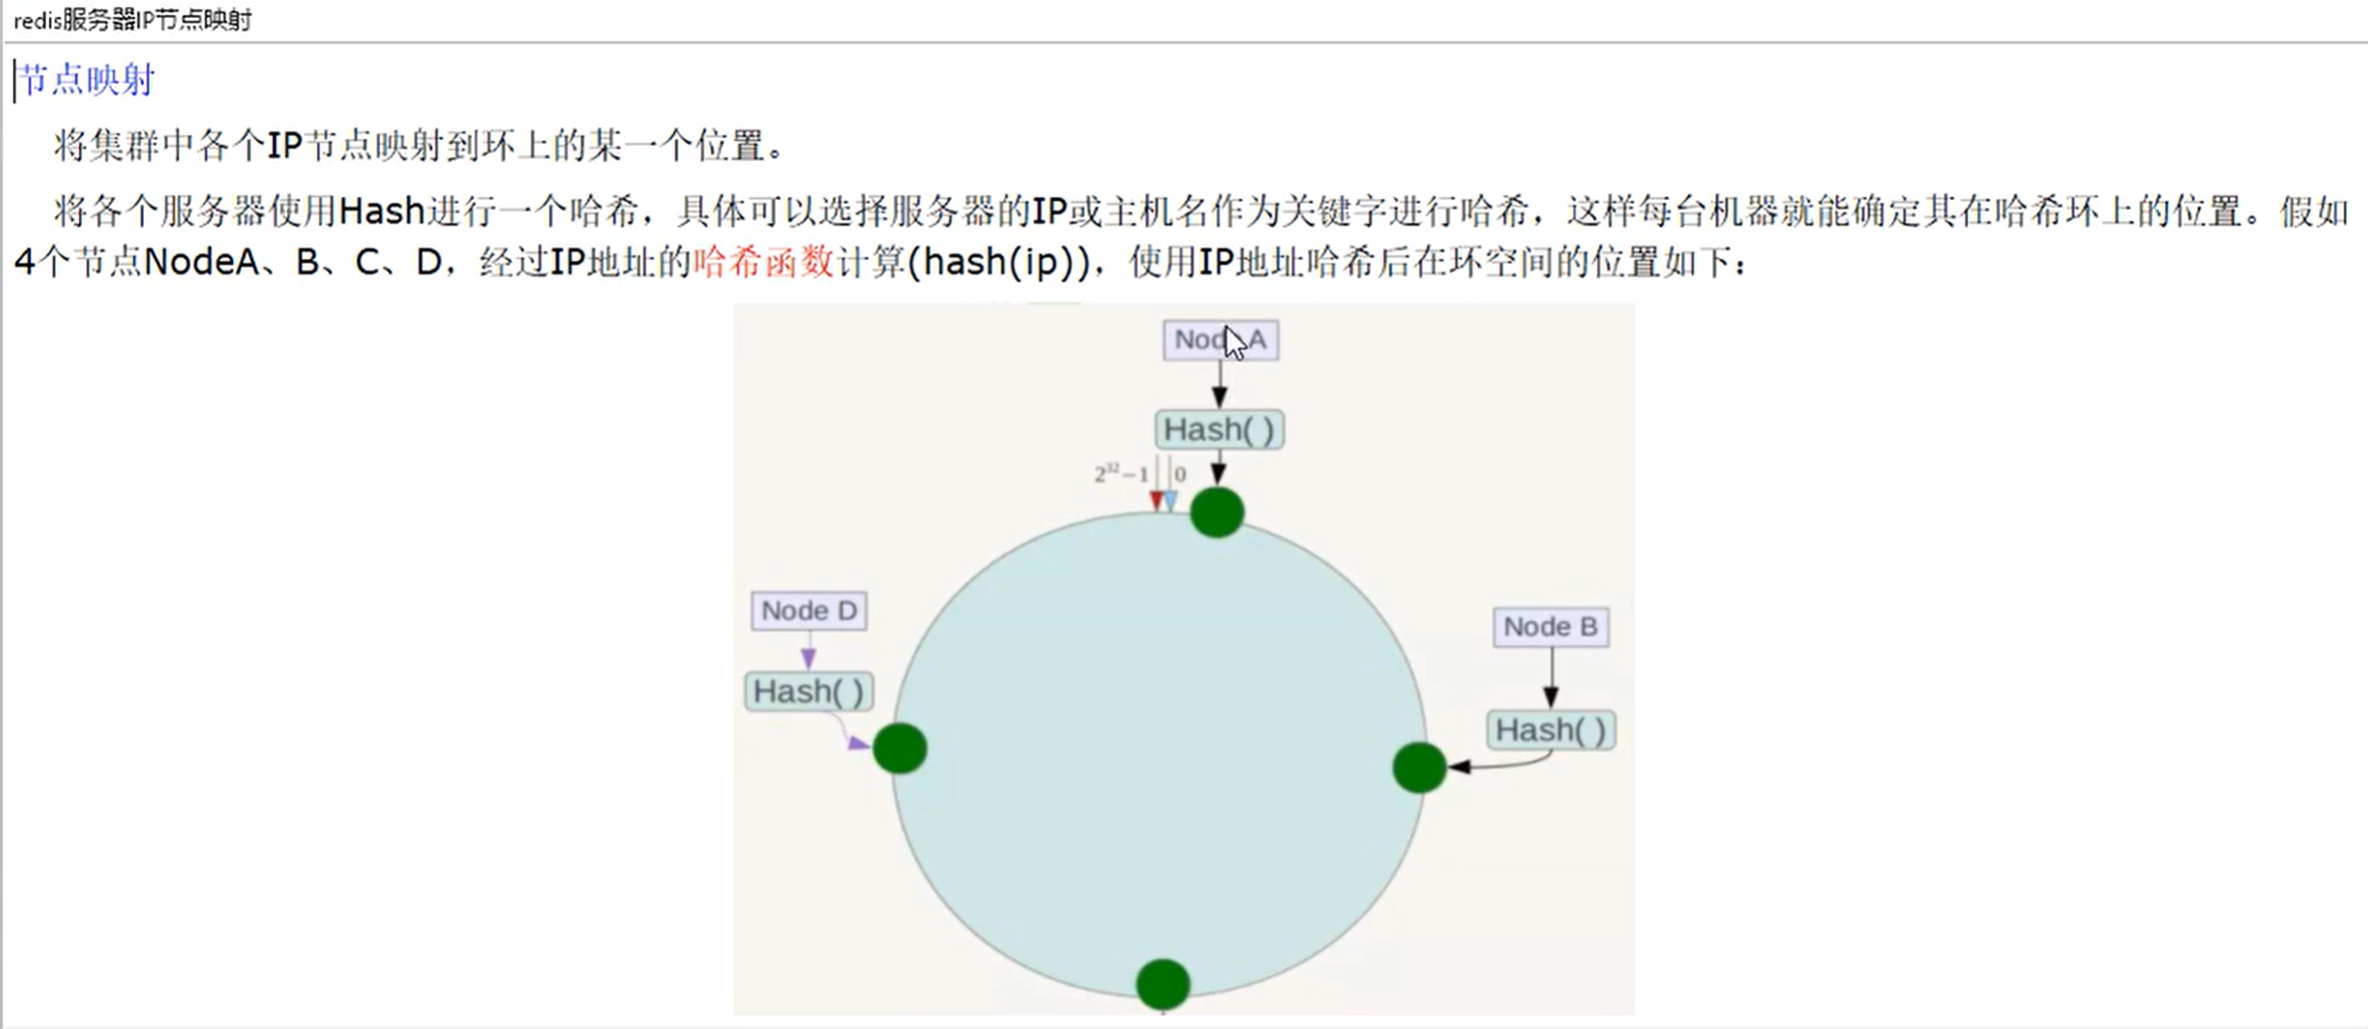 redis服务器IP节点映射
节点映射
将集群中各个IP节点映射到环上的某一个位置。
将各个服务器使用Hash进行一个哈希，具体可以选择服务器的IP或主机名作为关键字进行哈希，这样每台机器就能确定其在哈希环上的位置。假如
4个节点NodeA、B、C、D，经过IP地址的哈希函数计算(hash(ip))，使用IP地址哈希后在环空间的位置如下：
Node A
Hash( )
2³²−1 0
Node D
Node B
Hash( )
Hash( )